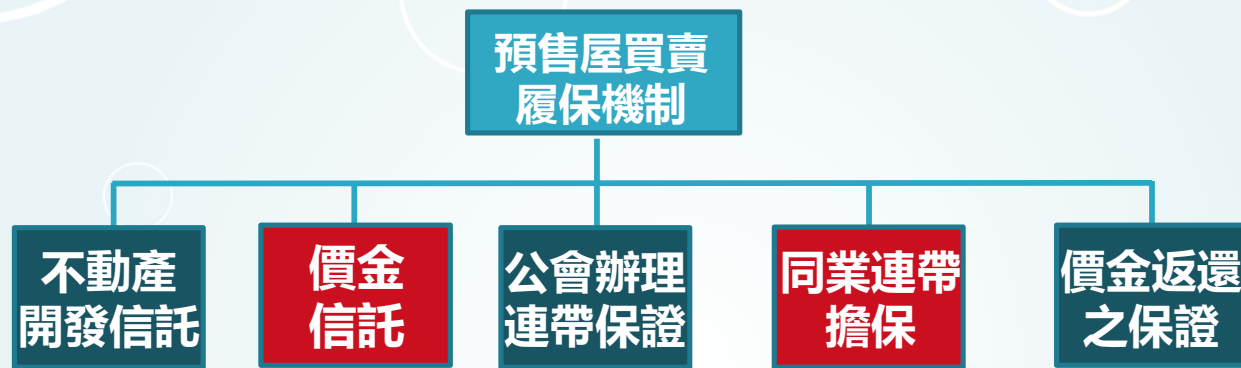 預售屋買賣
履保機制
不動產
開發信託
價金
信託
公會辦理
連帶保證
同業連帶
擔保
價金返還
之保證